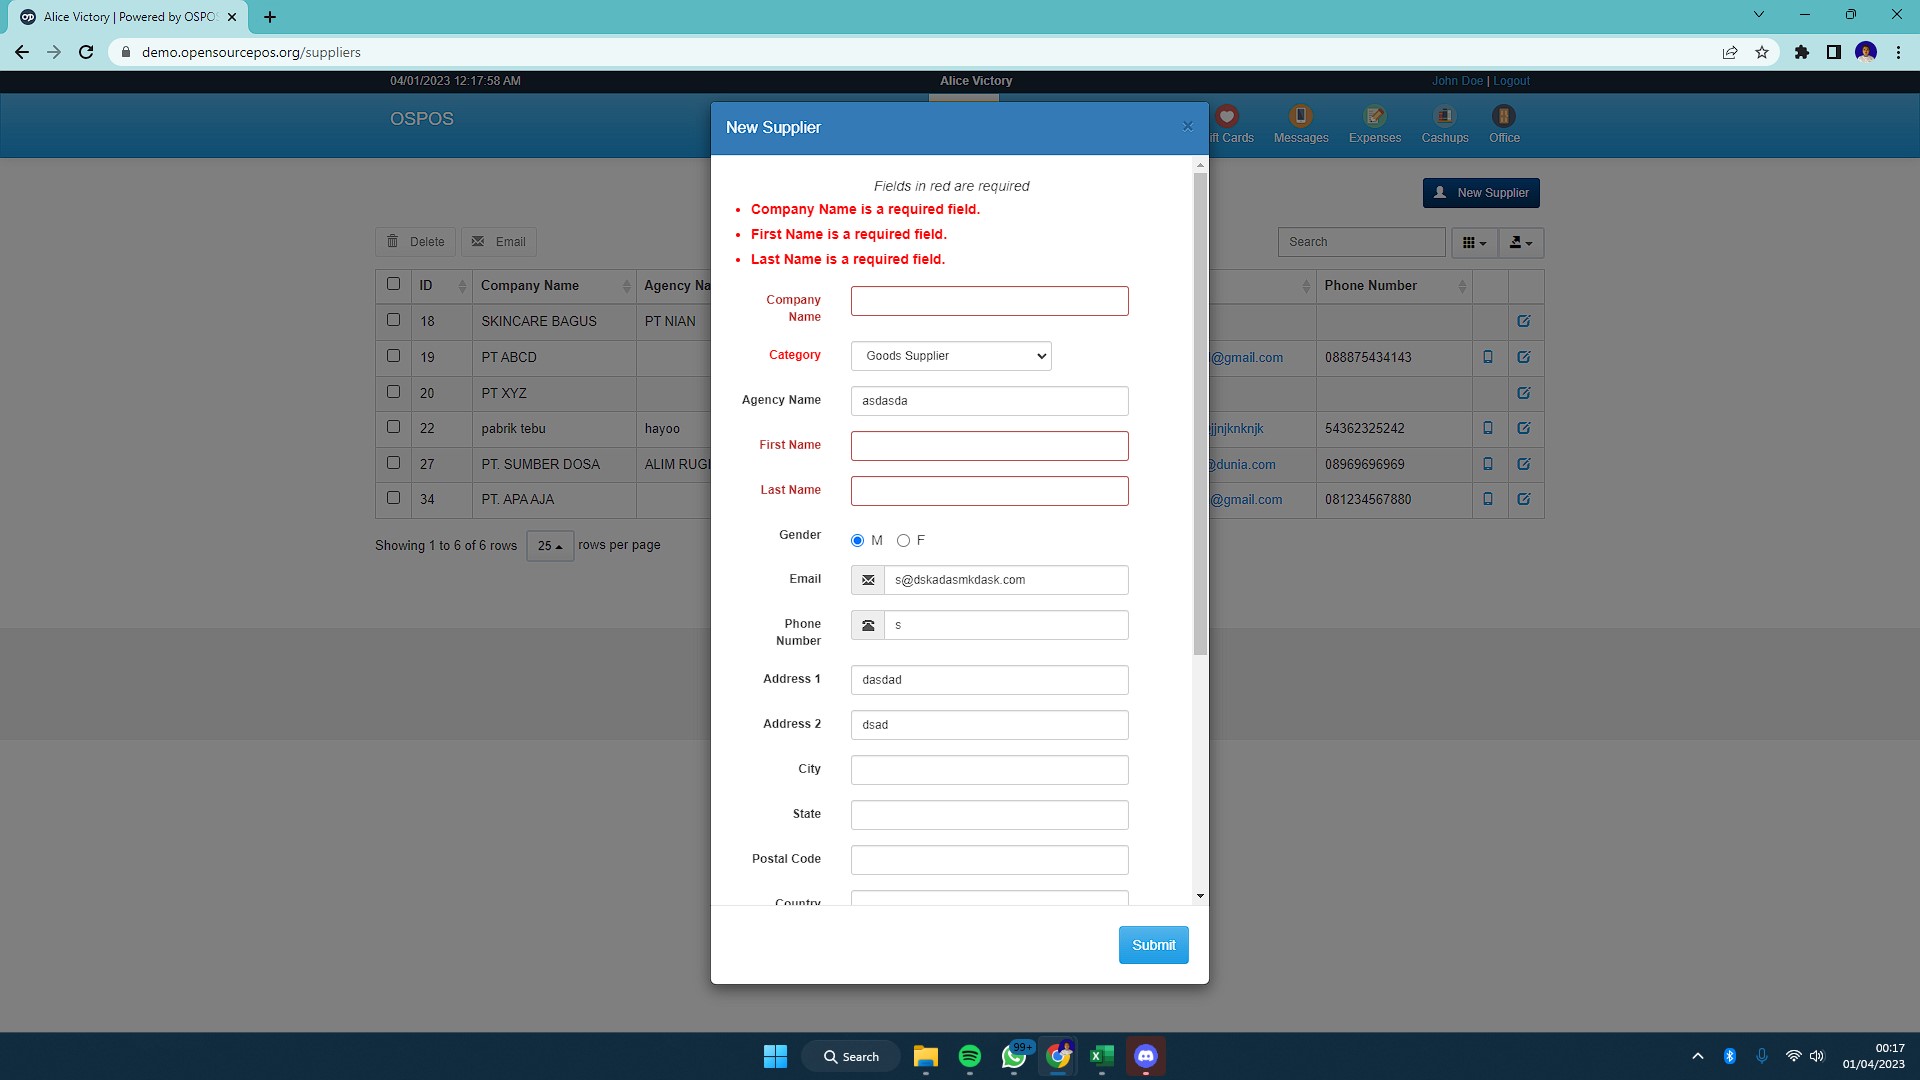 Alice Victory | Powered by OSPO
demo.opensourcepos.org/suppliers
04/01/2023 12:17:58 AM
Alice Victory
John Doe | Logout
OSPOS
ift Cards
Messages
Expenses
Cashups
Office
New Supplier
×
New Supplier
Fields in red are required
Company Name is a required field.
First Name is a required field.
Last Name is a required field.
Delete
Email
Search
ID
Company Name
Agency Na
Phone Number
18
SKINCARE BAGUS
PT NIAN
19
PT ABCD
l@gmail.com
088875434143
20
PT XYZ
22
pabrik tebu
hayoo
jjnjknknjk
54362325242
27
PT. SUMBER DOSA
ALIM RUGI
@dunia.com
08969696969
34
PT. APA AJA
@gmail.com
081234567880
Showing 1 to 6 of 6 rows
25
rows per page
Company
Name
Category
Goods Supplier
Agency Name
asdasda
First Name
Last Name
Gender
M
F
Email
s@dskadasmkdask.com
Phone
Number
s
Address 1
dasdad
Address 2
dsad
City
State
Postal Code
Country
Submit
Search
99+
00:17
01/04/2023